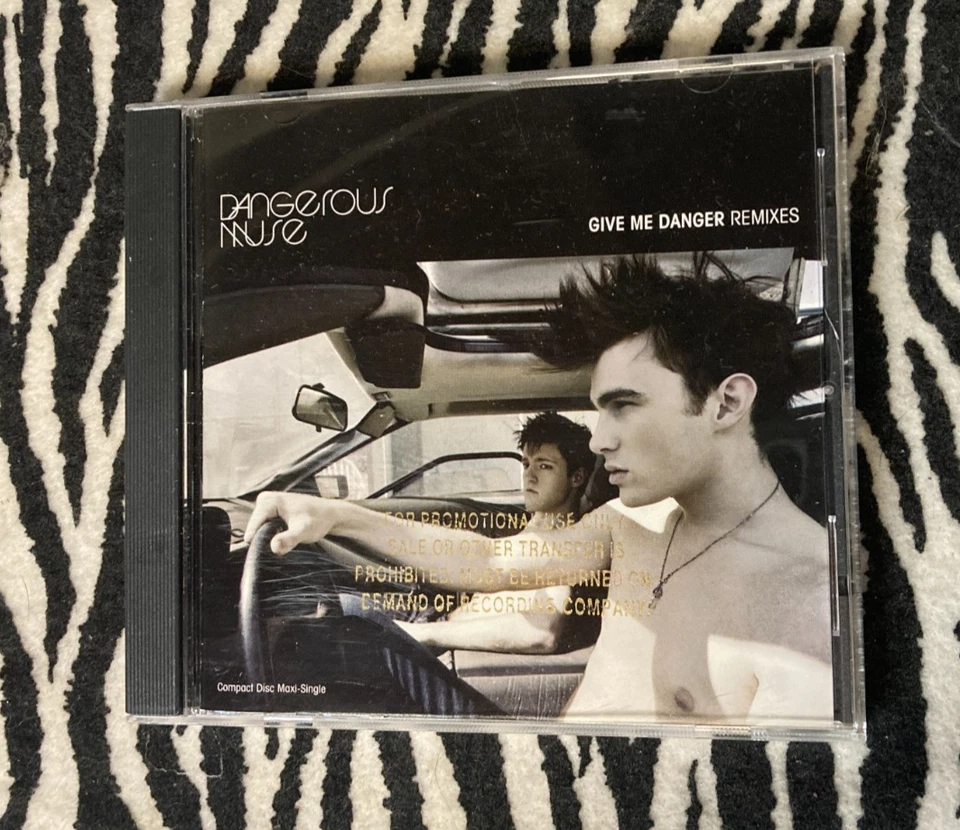 DANGEROUS
MUSE
GIVE ME DANGER REMIXES
FOR PROMOTIONAL USE ONLY
SALE OR OTHER TRANSFER IS
PROHIBITED. MUST BE RETURNED ON
DEMAND OF RECORDING COMPANY.
Compact Disc Maxi-Single